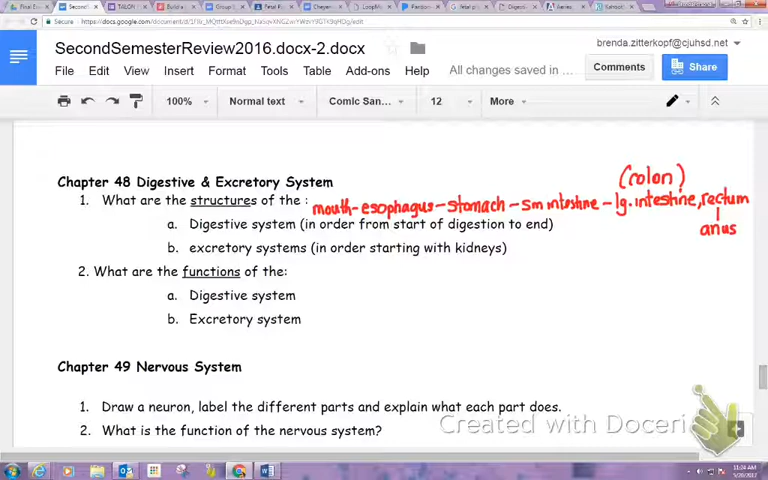 SecondSemesterReview2016.docx-2.docx
brenda.zitterkopf@cjuhsd.net
File Edit View Insert Format Tools Table Add-ons Help All changes saved in ...
Comments Share
100% Normal text Comic San... 12 More
(colon)
Chapter 48 Digestive & Excretory System
1. What are the structures of the : mouth-esophagus-stomach-sm intestine-lg. intestine, rectum
anus
a. Digestive system (in order from start of digestion to end)
b. excretory systems (in order starting with kidneys)
2. What are the functions of the:
a. Digestive system
b. Excretory system
Chapter 49 Nervous System
1. Draw a neuron, label the different parts and explain what each part does.
2. What is the function of the nervous system?
Created with Doceri
11:24 AM